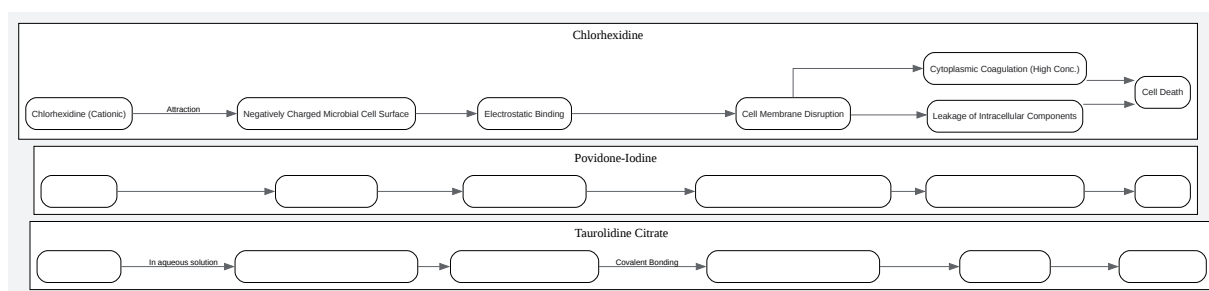 Chlorhexidine
Chlorhexidine (Cationic)
Attraction
Negatively Charged Microbial Cell Surface
Electrostatic Binding
Cell Membrane Disruption
Cytoplasmic Coagulation (High Conc.)
Leakage of Intracellular Components
Cell Death
Povidone-Iodine
Taurolidine Citrate
In aqueous solution
Covalent Bonding